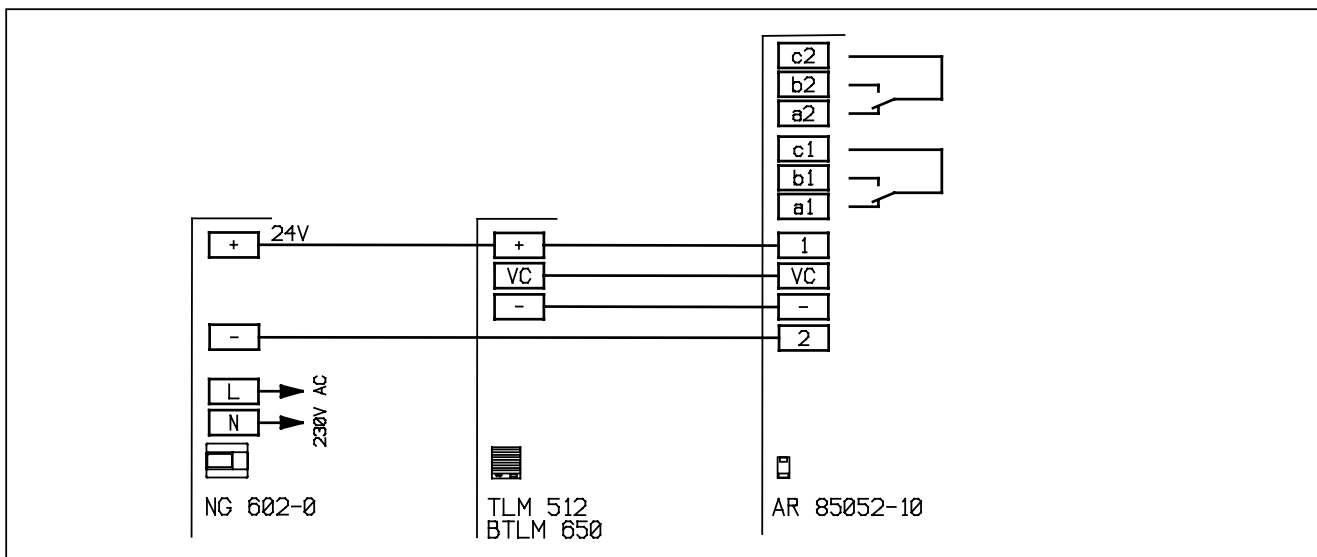 c2
b2
a2
c1
b1
a1
+ 24V + 1
VC VC
- -
- 2
L
N
230V AC
NG 602-0
TLM 512
BTLM 650
AR 85052-10